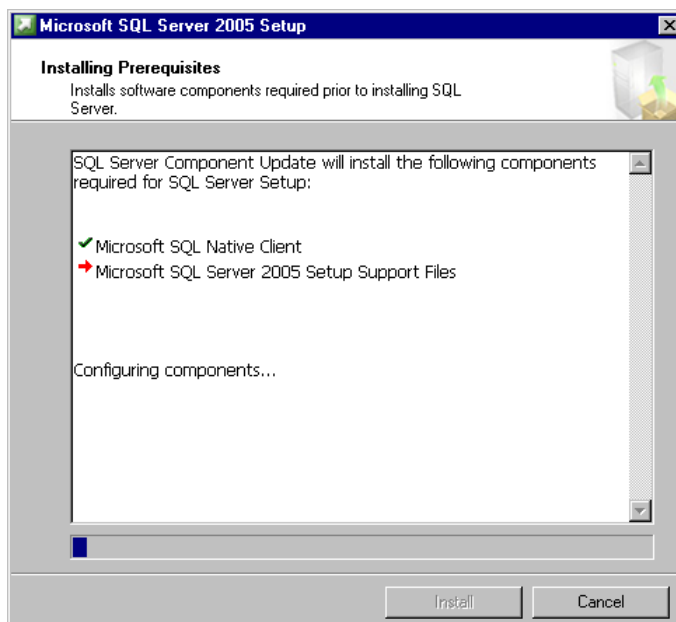 Microsoft SQL Server 2005 Setup
Installing Prerequisites
Installs software components required prior to installing SQL
Server.
SQL Server Component Update will install the following components
required for SQL Server Setup:
Microsoft SQL Native Client
Microsoft SQL Server 2005 Setup Support Files
Configuring components...
Install
Cancel